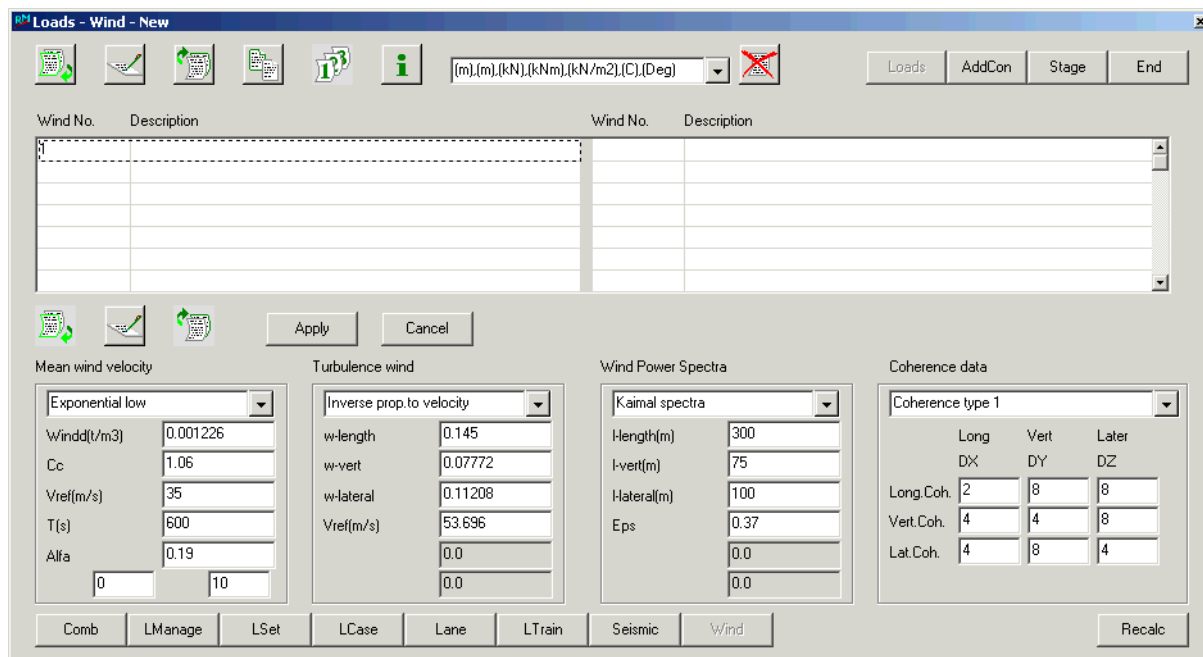 RM Loads - Wind - New
(m),(m),(kN),(kNm),(kN/m2),(C),(Deg) Loads AddCon Stage End
Wind No. Description Wind No. Description
1
Apply Cancel
Mean wind velocity Turbulence wind Wind Power Spectra Coherence data
Exponential low Inverse prop.to velocity Kaimal spectra Coherence type 1
Windd(t/m3) 0.001226 w-length 0.145 l-length(m) 300 Long Vert Later
Cc 1.06 w-vert 0.07772 l-vert(m) 75 DX DY DZ
Vref(m/s) 35 w-lateral 0.11208 l-lateral(m) 100 Long.Coh. 2 8 8
T(s) 600 Vref(m/s) 53.696 Eps 0.37 Vert.Coh. 4 4 8
Alfa 0.19 0.0 0.0 Lat.Coh. 4 8 4
0 10 0.0 0.0
Comb LManage LSet LCase Lane LTrain Seismic Wind Recalc